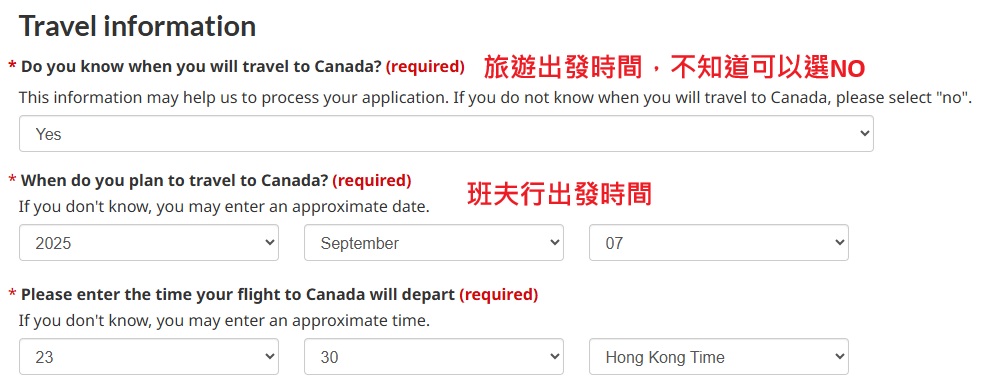 Travel information
* Do you know when you will travel to Canada? (required) 旅遊出發時間，不知道可以選NO
This information may help us to process your application. If you do not know when you will travel to Canada, please select "no".
Yes
* When do you plan to travel to Canada? (required)
班夫行出發時間
If you don't know, you may enter an approximate date.
2025 September 07
* Please enter the time your flight to Canada will depart (required)
If you don't know, you may enter an approximate time.
23 30 Hong Kong Time